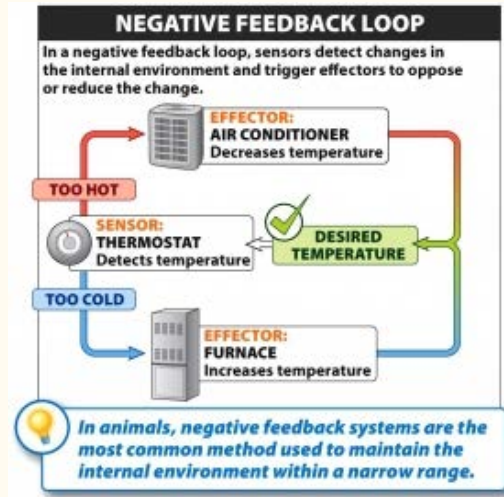 NEGATIVE FEEDBACK LOOP
In a negative feedback loop, sensors detect changes in
the internal environment and trigger effectors to oppose
or reduce the change.
EFFECTOR:
AIR CONDITIONER
Decreases temperature
TOO HOT
SENSOR:
THERMOSTAT
Detects temperature
DESIRED
TEMPERATURE
TOO COLD
EFFECTOR:
FURNACE
Increases temperature
In animals, negative feedback systems are the
most common method used to maintain the
internal environment within a narrow range.